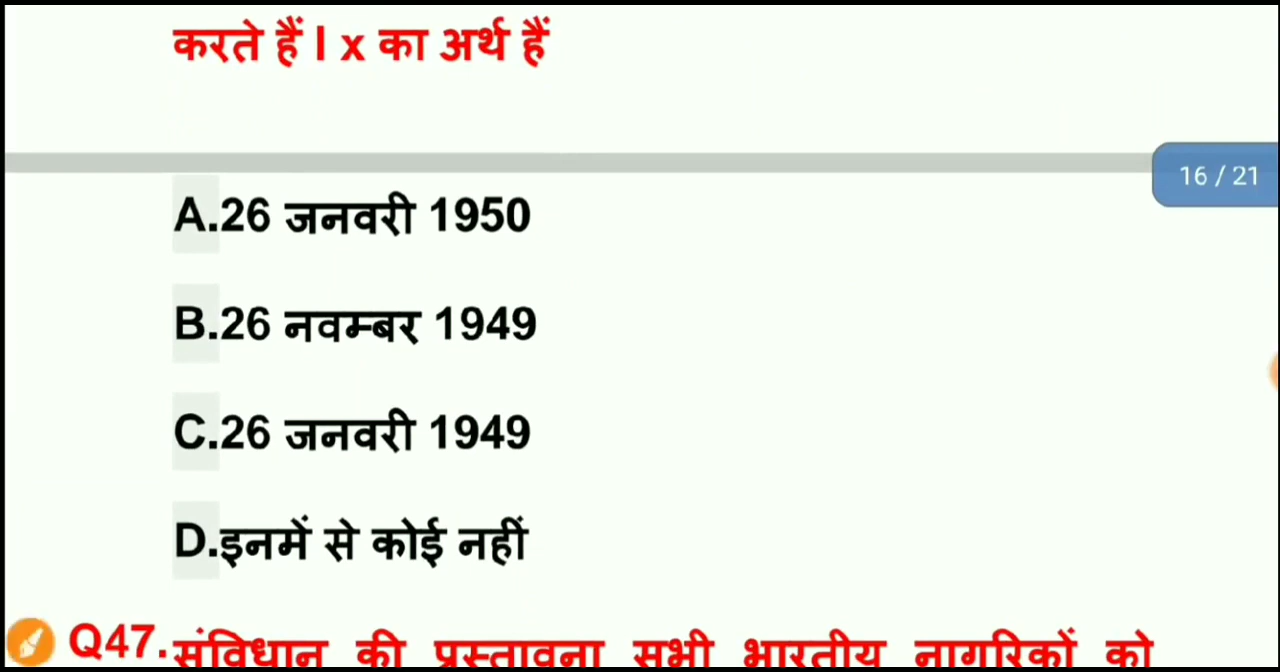 करते हैं I x का अर्थ हैं
16 / 21
A.26 जनवरी 1950
B.26 नवम्बर 1949
C.26 जनवरी 1949
D.इनमें से कोई नहीं
Q47. संविधान की प्रस्तावना सभी भारतीय नागरिकों को